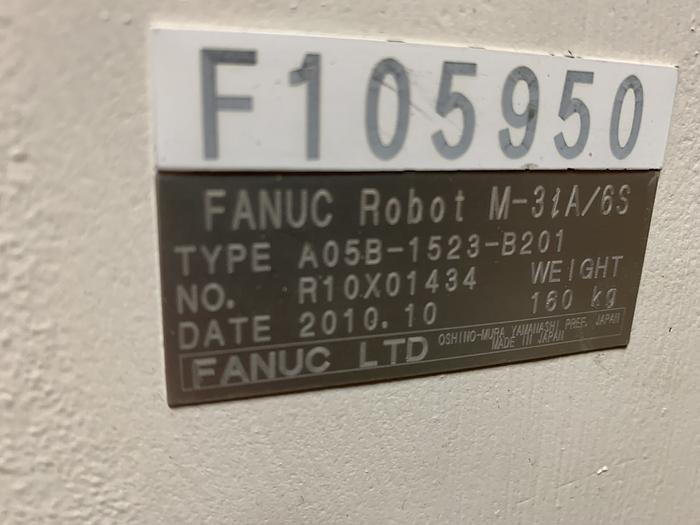 F105950
FANUC Robot M-3iA/6S
TYPE A05B-1523-B201
NO. R10X01434 WEIGHT
DATE 2010.10 160 kg
FANUC LTD OSHINO-MURA, YAMANASHI PREF. JAPAN
MADE IN JAPAN